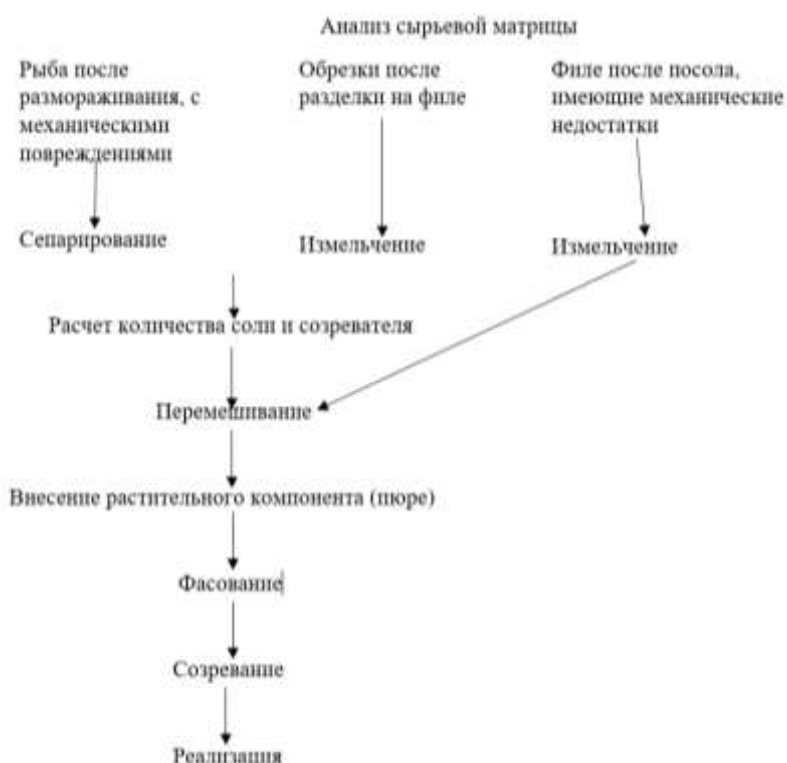 Анализ сырьевой матрицы
Рыба после
размораживания, с
механическими
повреждениями
Обрезки после
разделки на филе
Филе после посола,
имеющие механические
недостатки
Сепарирование
Измельчение
Измельчение
Расчет количества соли и созревателя
Перемешивание
Внесение растительного компонента (пюре)
Фасование
Созревание
Реализация